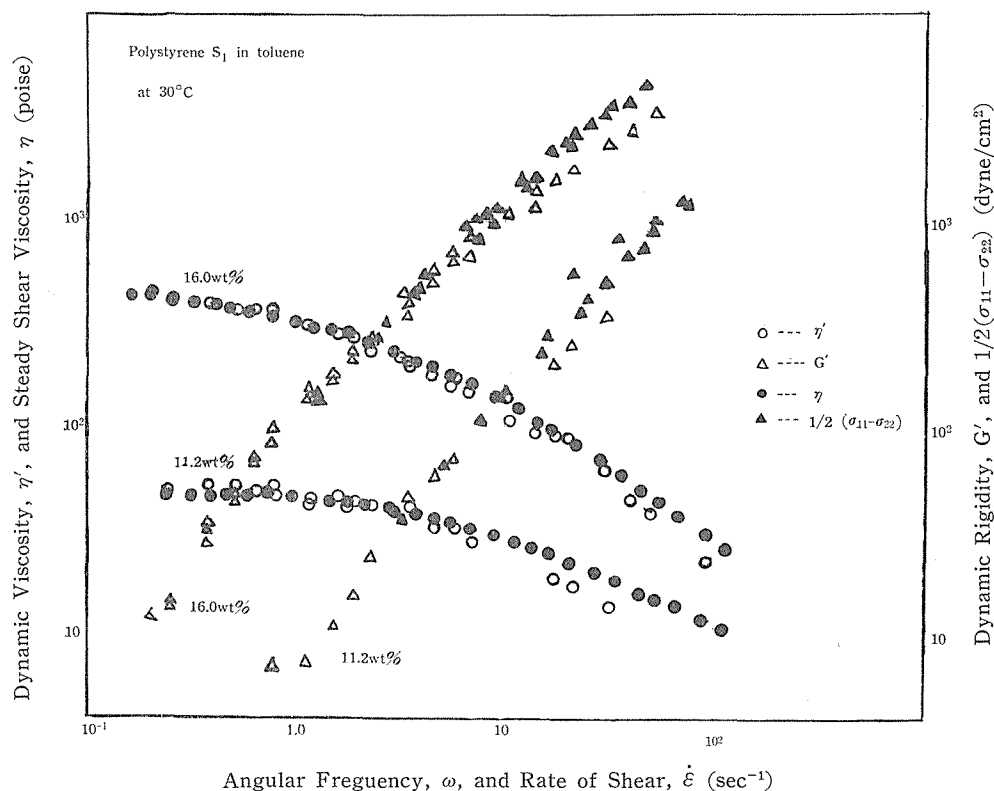 Polystyrene S₁ in toluene
at 30°C
Dynamic Viscosity, η′, and Steady Shear Viscosity, η (poise)
10³
10²
10
16.0wt%
11.2wt%
16.0wt%
11.2wt%
○ --- η′
△ ---- G′
● --- η
▲ --- 1/2 (σ₁₁-σ₂₂)
10³
10²
10
Dynamic Rigidity, G′, and 1/2(σ₁₁−σ₂₂) (dyne/cm²)
10⁻¹ 1.0 10 10²
Angular Freguency, ω, and Rate of Shear, ε̇ (sec⁻¹)